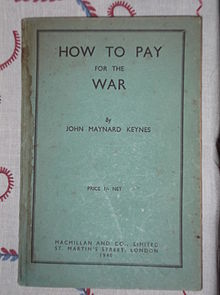 HOW TO PAY
FOR THE
WAR
By
JOHN MAYNARD KEYNES
PRICE 1/- NET
MACMILLAN AND CO., LIMITED
ST. MARTIN'S STREET, LONDON
1940